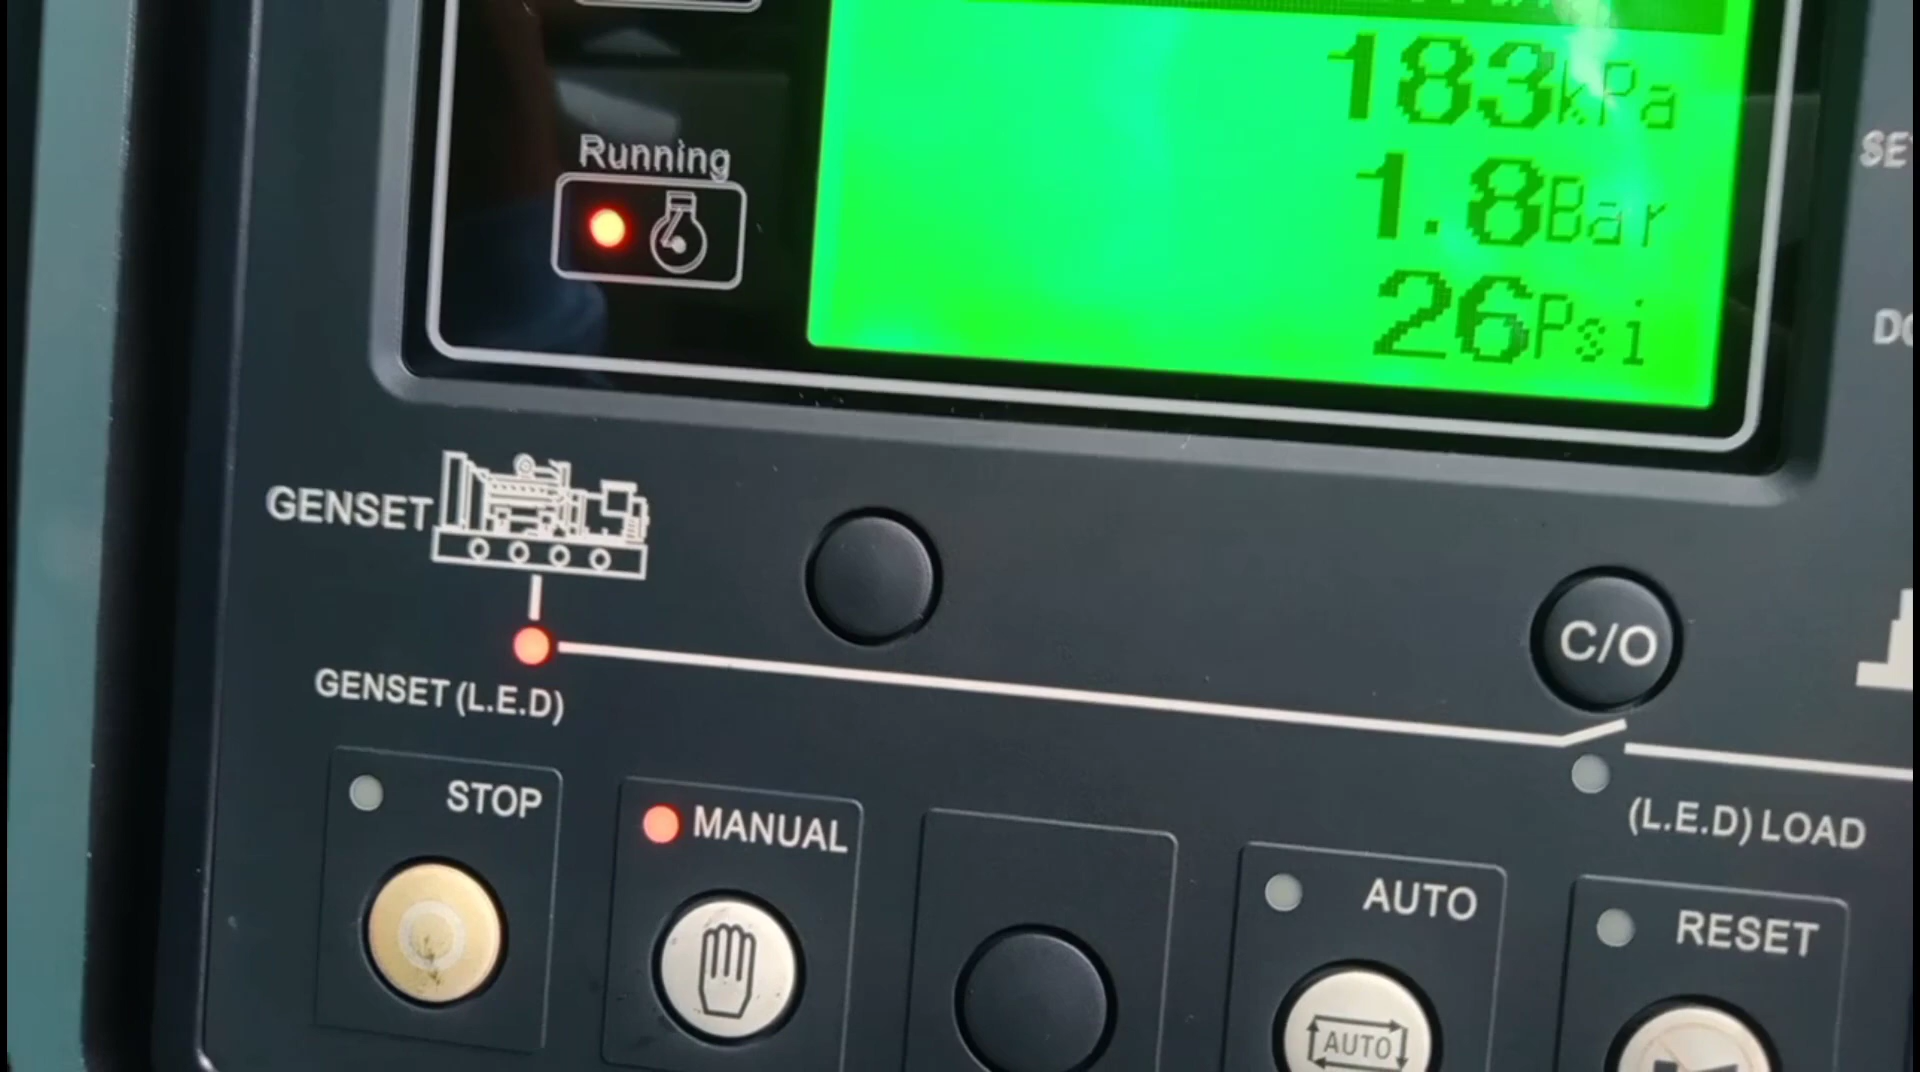 183kPa
Running
1.8Bar
26Psi
GENSET
C/O
GENSET (L.E.D)
(L.E.D) LOAD
STOP
MANUAL
AUTO
RESET
AUTO